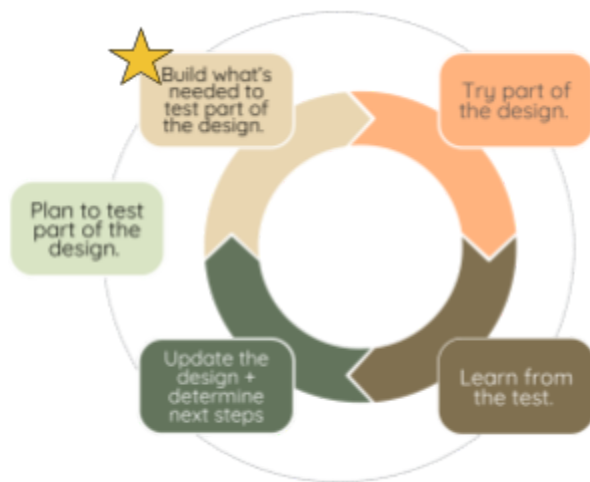 Build what's
needed to
test part of
the design.
Try part of
the design.
Plan to test
part of the
design.
Update the
design +
determine
next steps
Learn from
the test.